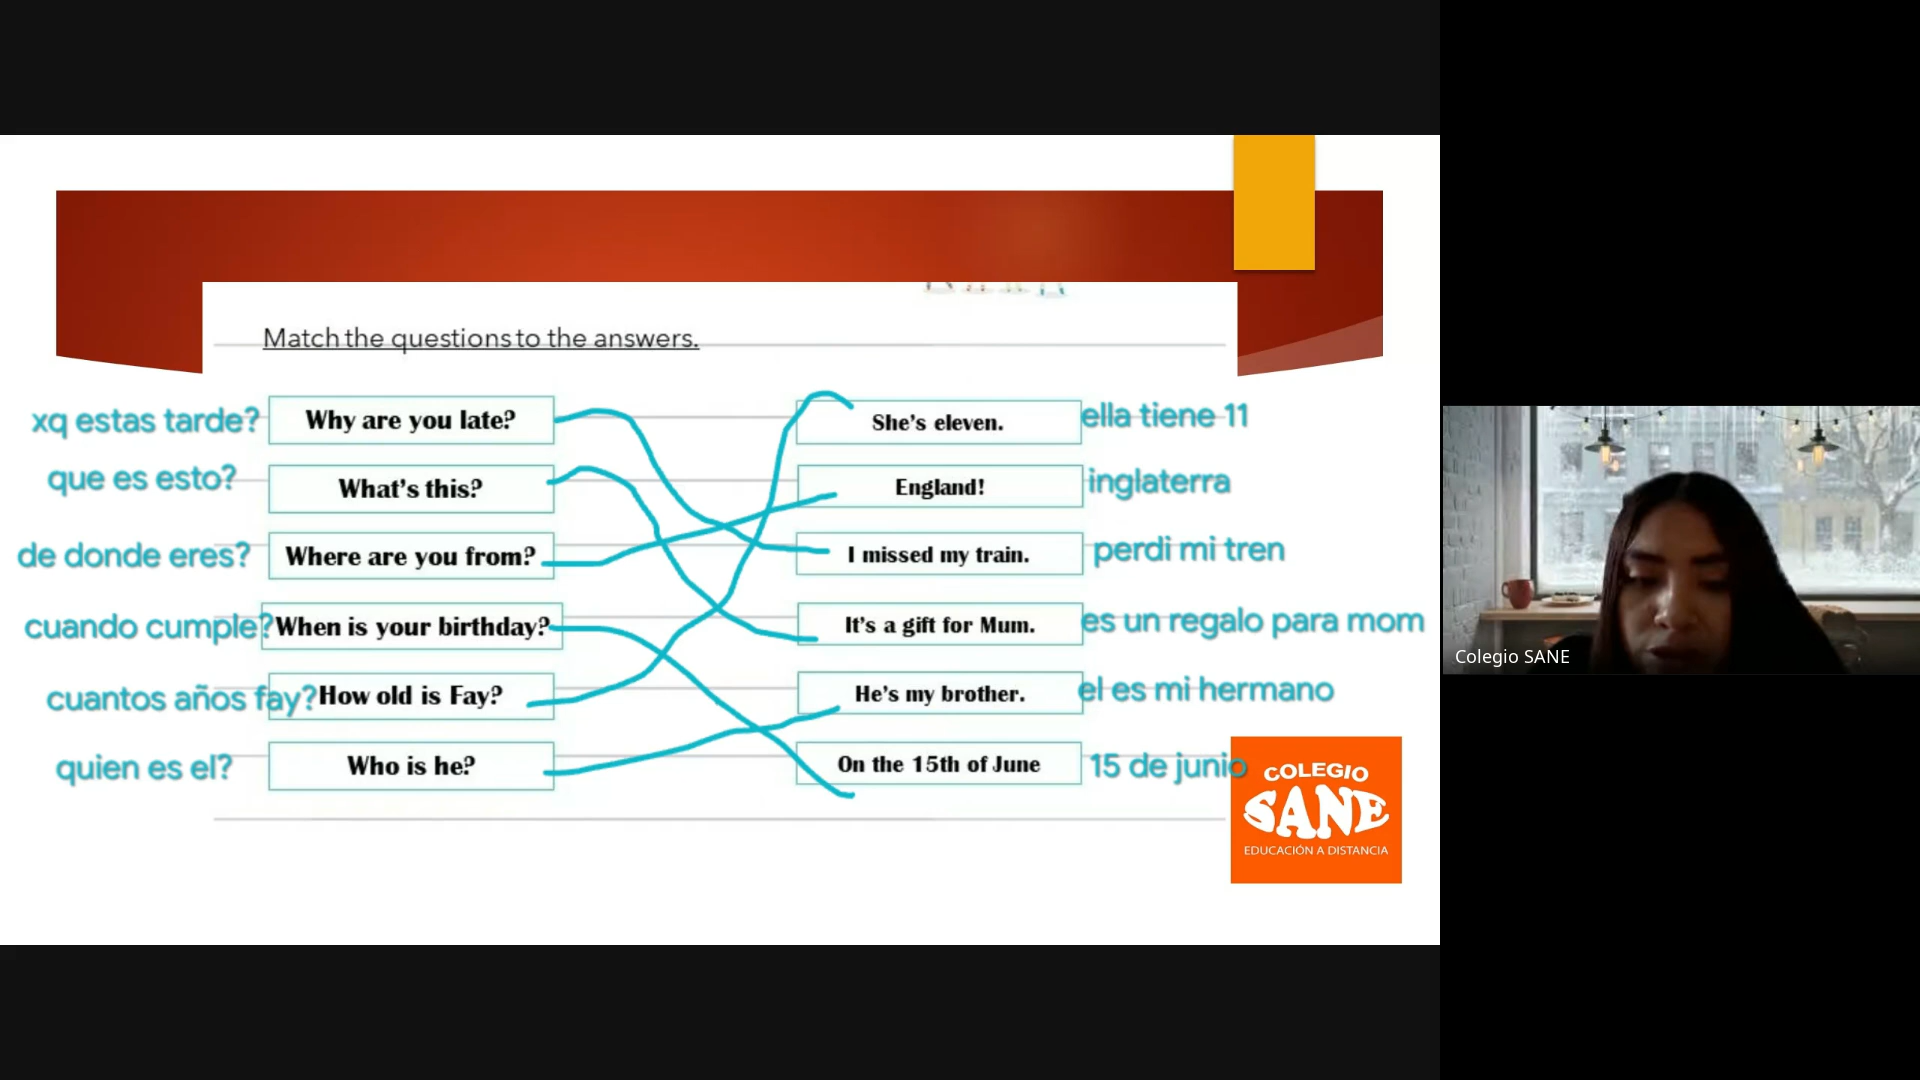 Match the questions to the answers.
xq estas tarde? Why are you late? She's eleven. ella tiene 11
que es esto? What's this? England! inglaterra
de donde eres? Where are you from? I missed my train. perdi mi tren
cuando cumple? When is your birthday? It's a gift for Mum. es un regalo para mom
cuantos años fay? How old is Fay? He's my brother. el es mi hermano
quien es el? Who is he? On the 15th of June 15 de junio
COLEGIO
SANE
EDUCACIÓN A DISTANCIA
Colegio SANE